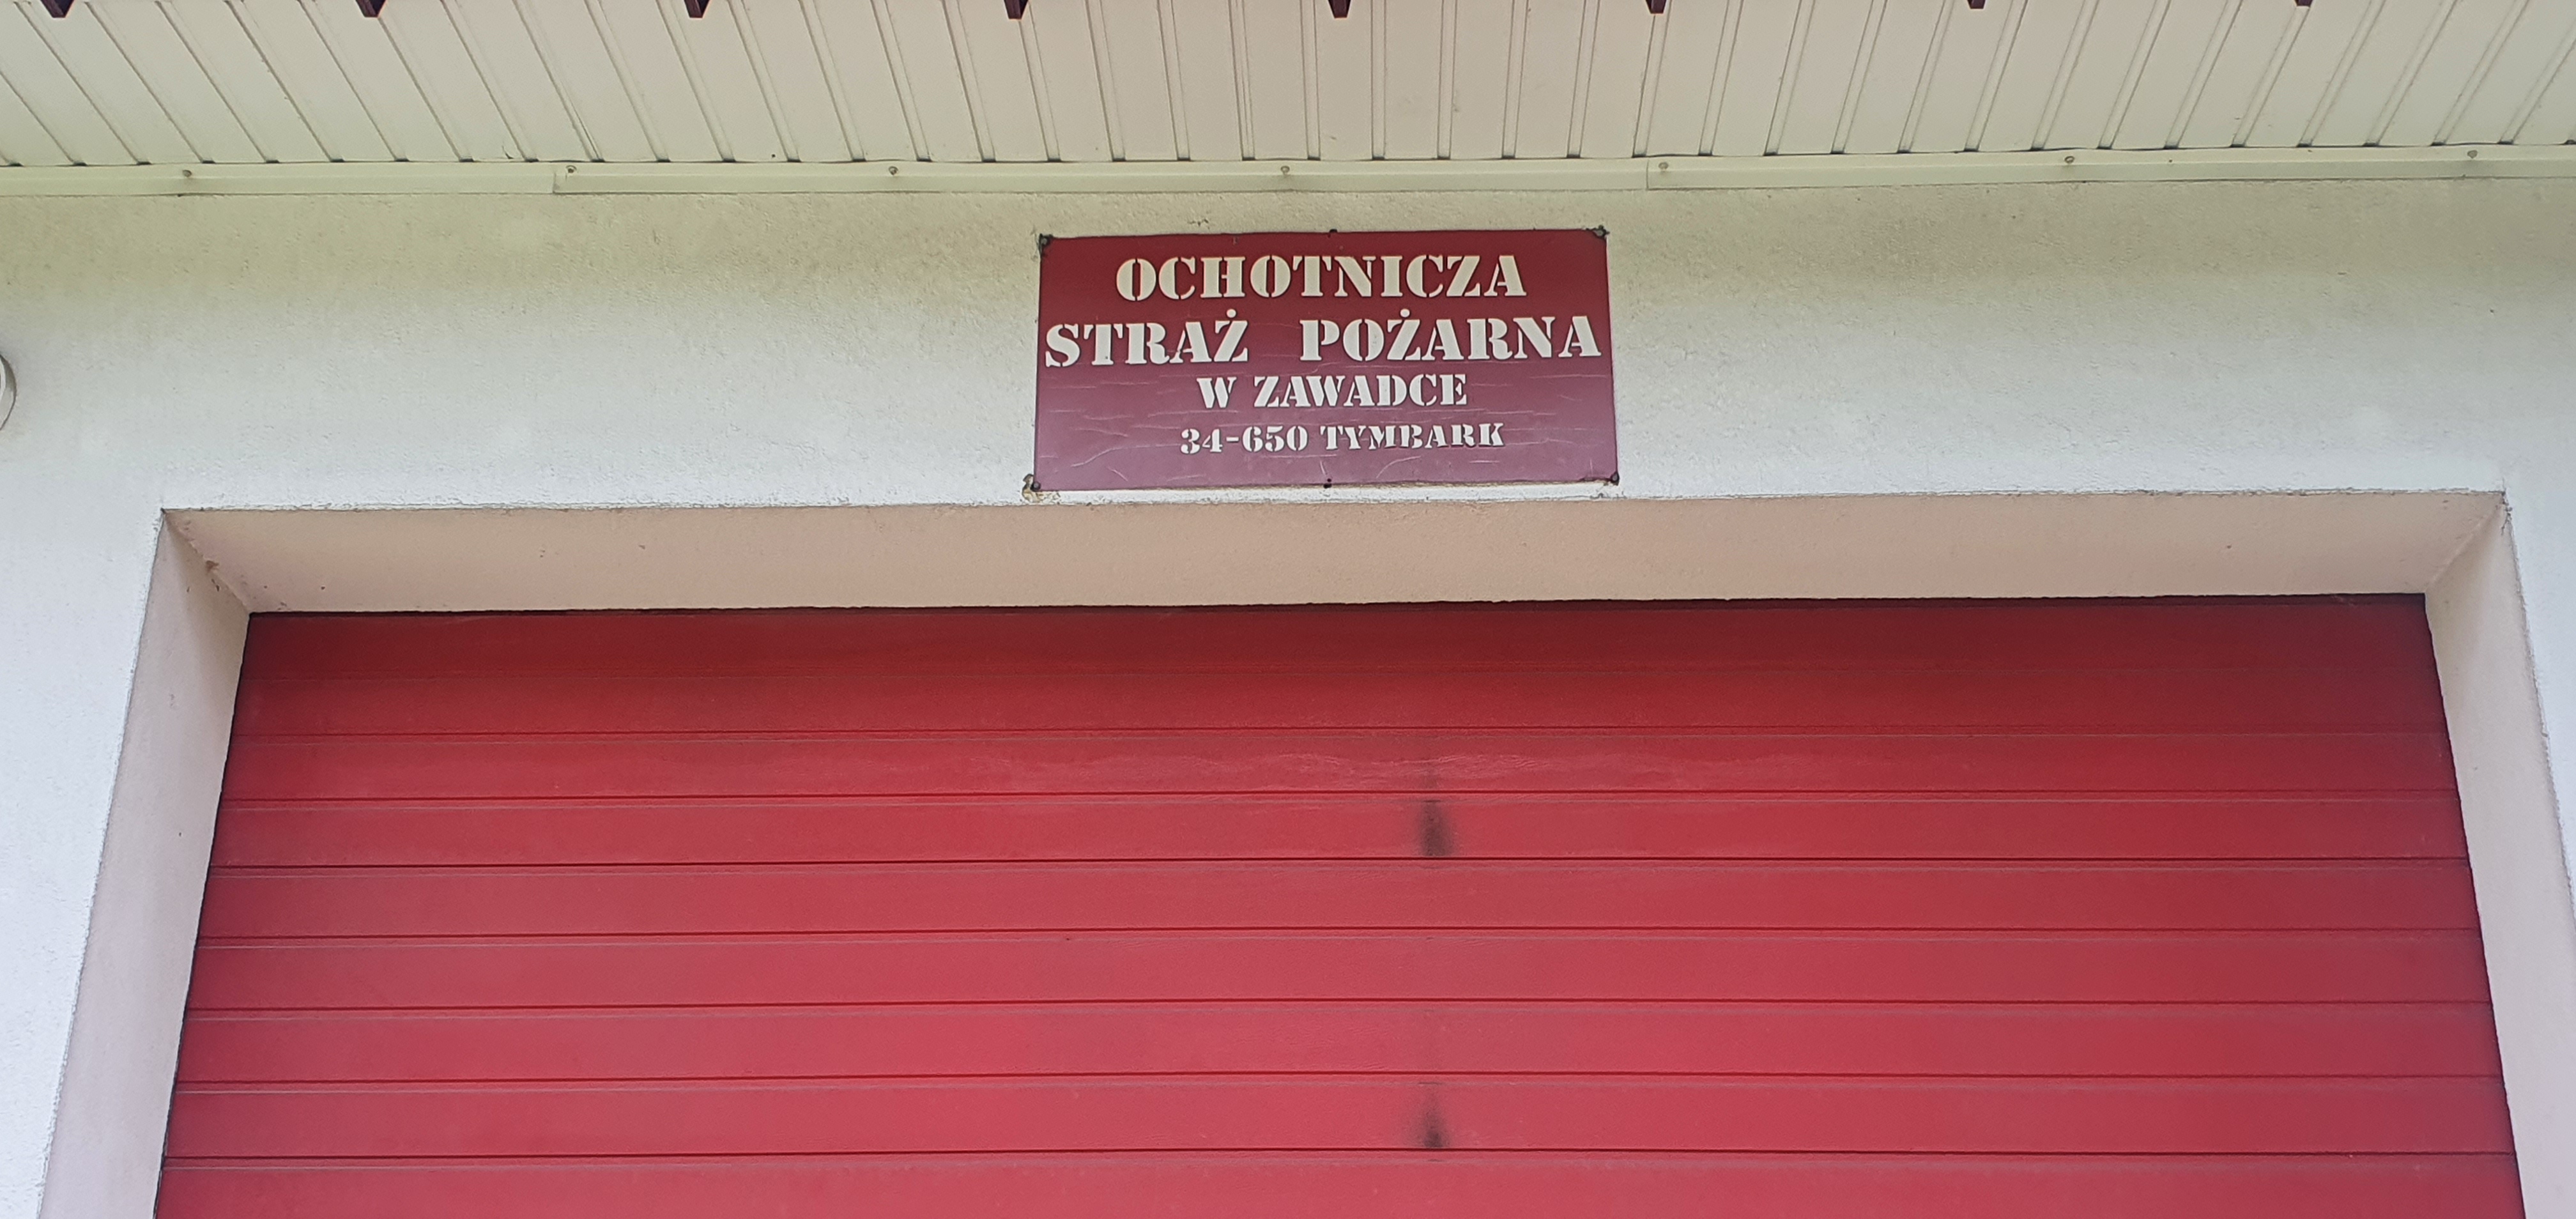 OCHOTNICZA
STRAŻ POŻARNA
W ZAWADCE
34-650 TYMBARK